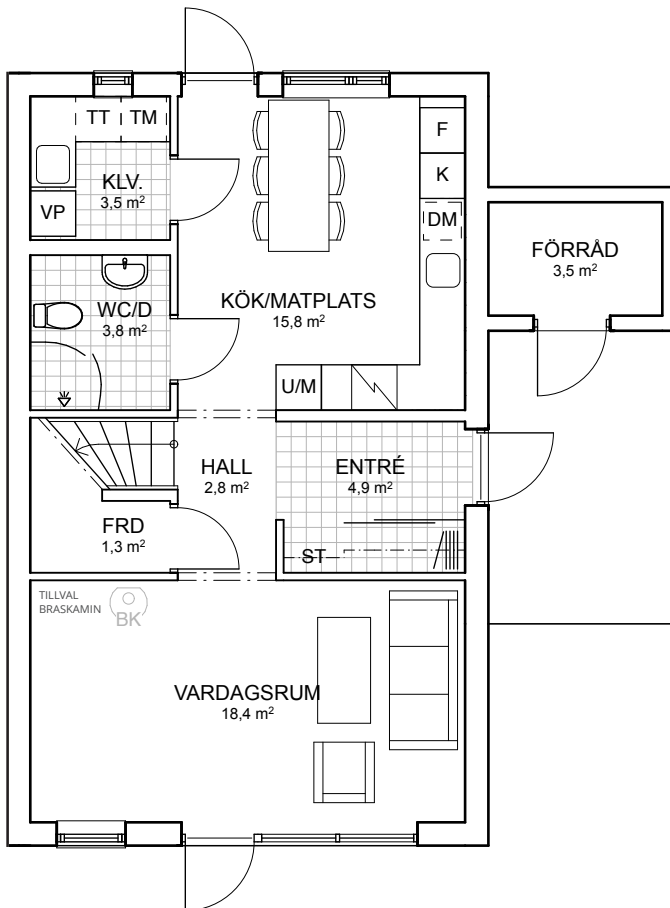 TT
TM
KLV.
3,5 m²
VP
F
K
DM
WC/D
3,8 m²
KÖK/MATPLATS
15,8 m²
FÖRRÅD
3,5 m²
U/M
HALL
2,8 m²
ENTRÉ
4,9 m²
FRD
1,3 m²
ST
TILLVAL
BRASKAMIN
BK
VARDAGSRUM
18,4 m²